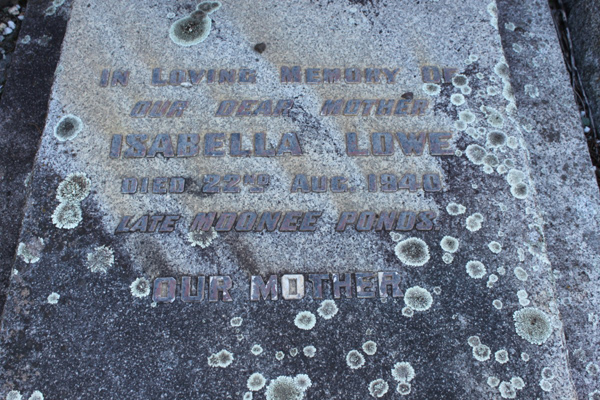 IN LOVING MEMORY OF
OUR DEAR MOTHER
ISABELLA LOWE
DIED 22ND AUG. 1940.
LATE MOONEE PONDS.
OUR MOTHER